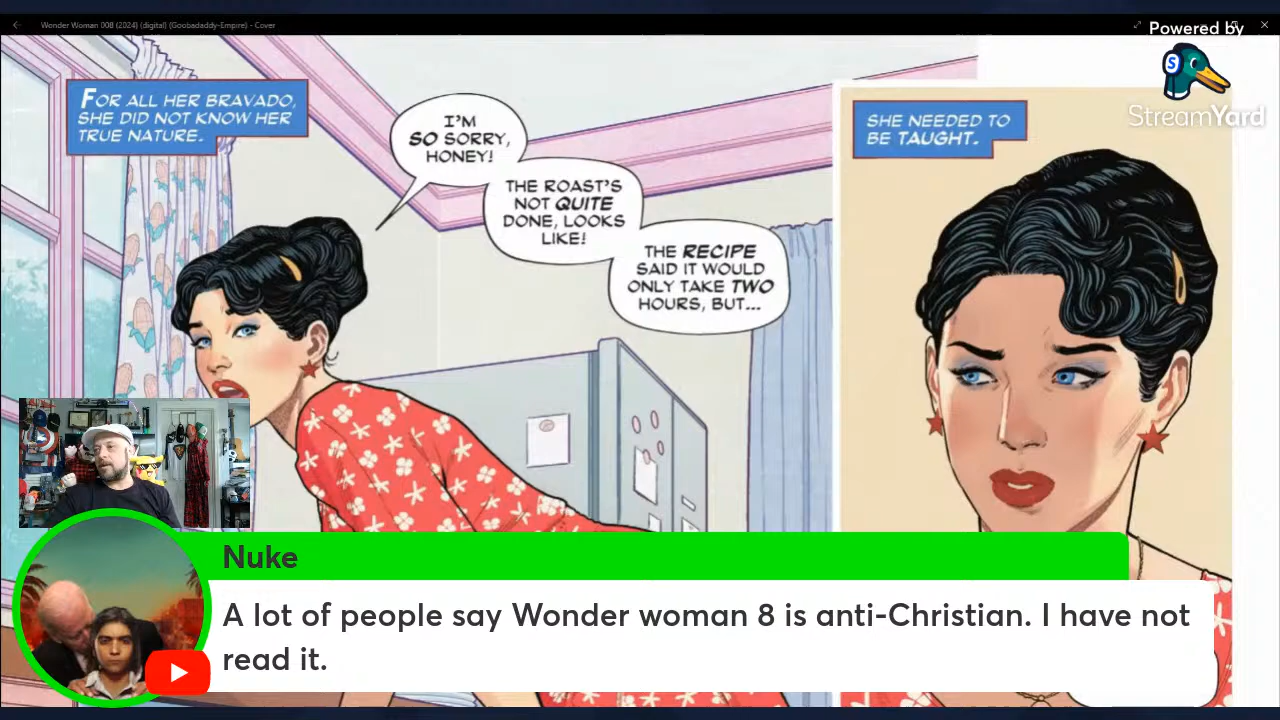 Wonder Woman 008 (2024) (digital) (Goobadaddy-Empire) - Cover
Powered by
StreamYard
FOR ALL HER BRAVADO,
SHE DID NOT KNOW HER
TRUE NATURE.
I'M
SO SORRY,
HONEY!
THE ROAST'S
NOT QUITE
DONE, LOOKS
LIKE!
THE RECIPE
SAID IT WOULD
ONLY TAKE TWO
HOURS, BUT...
SHE NEEDED TO
BE TAUGHT.
Nuke
A lot of people say Wonder woman 8 is anti-Christian. I have not
read it.